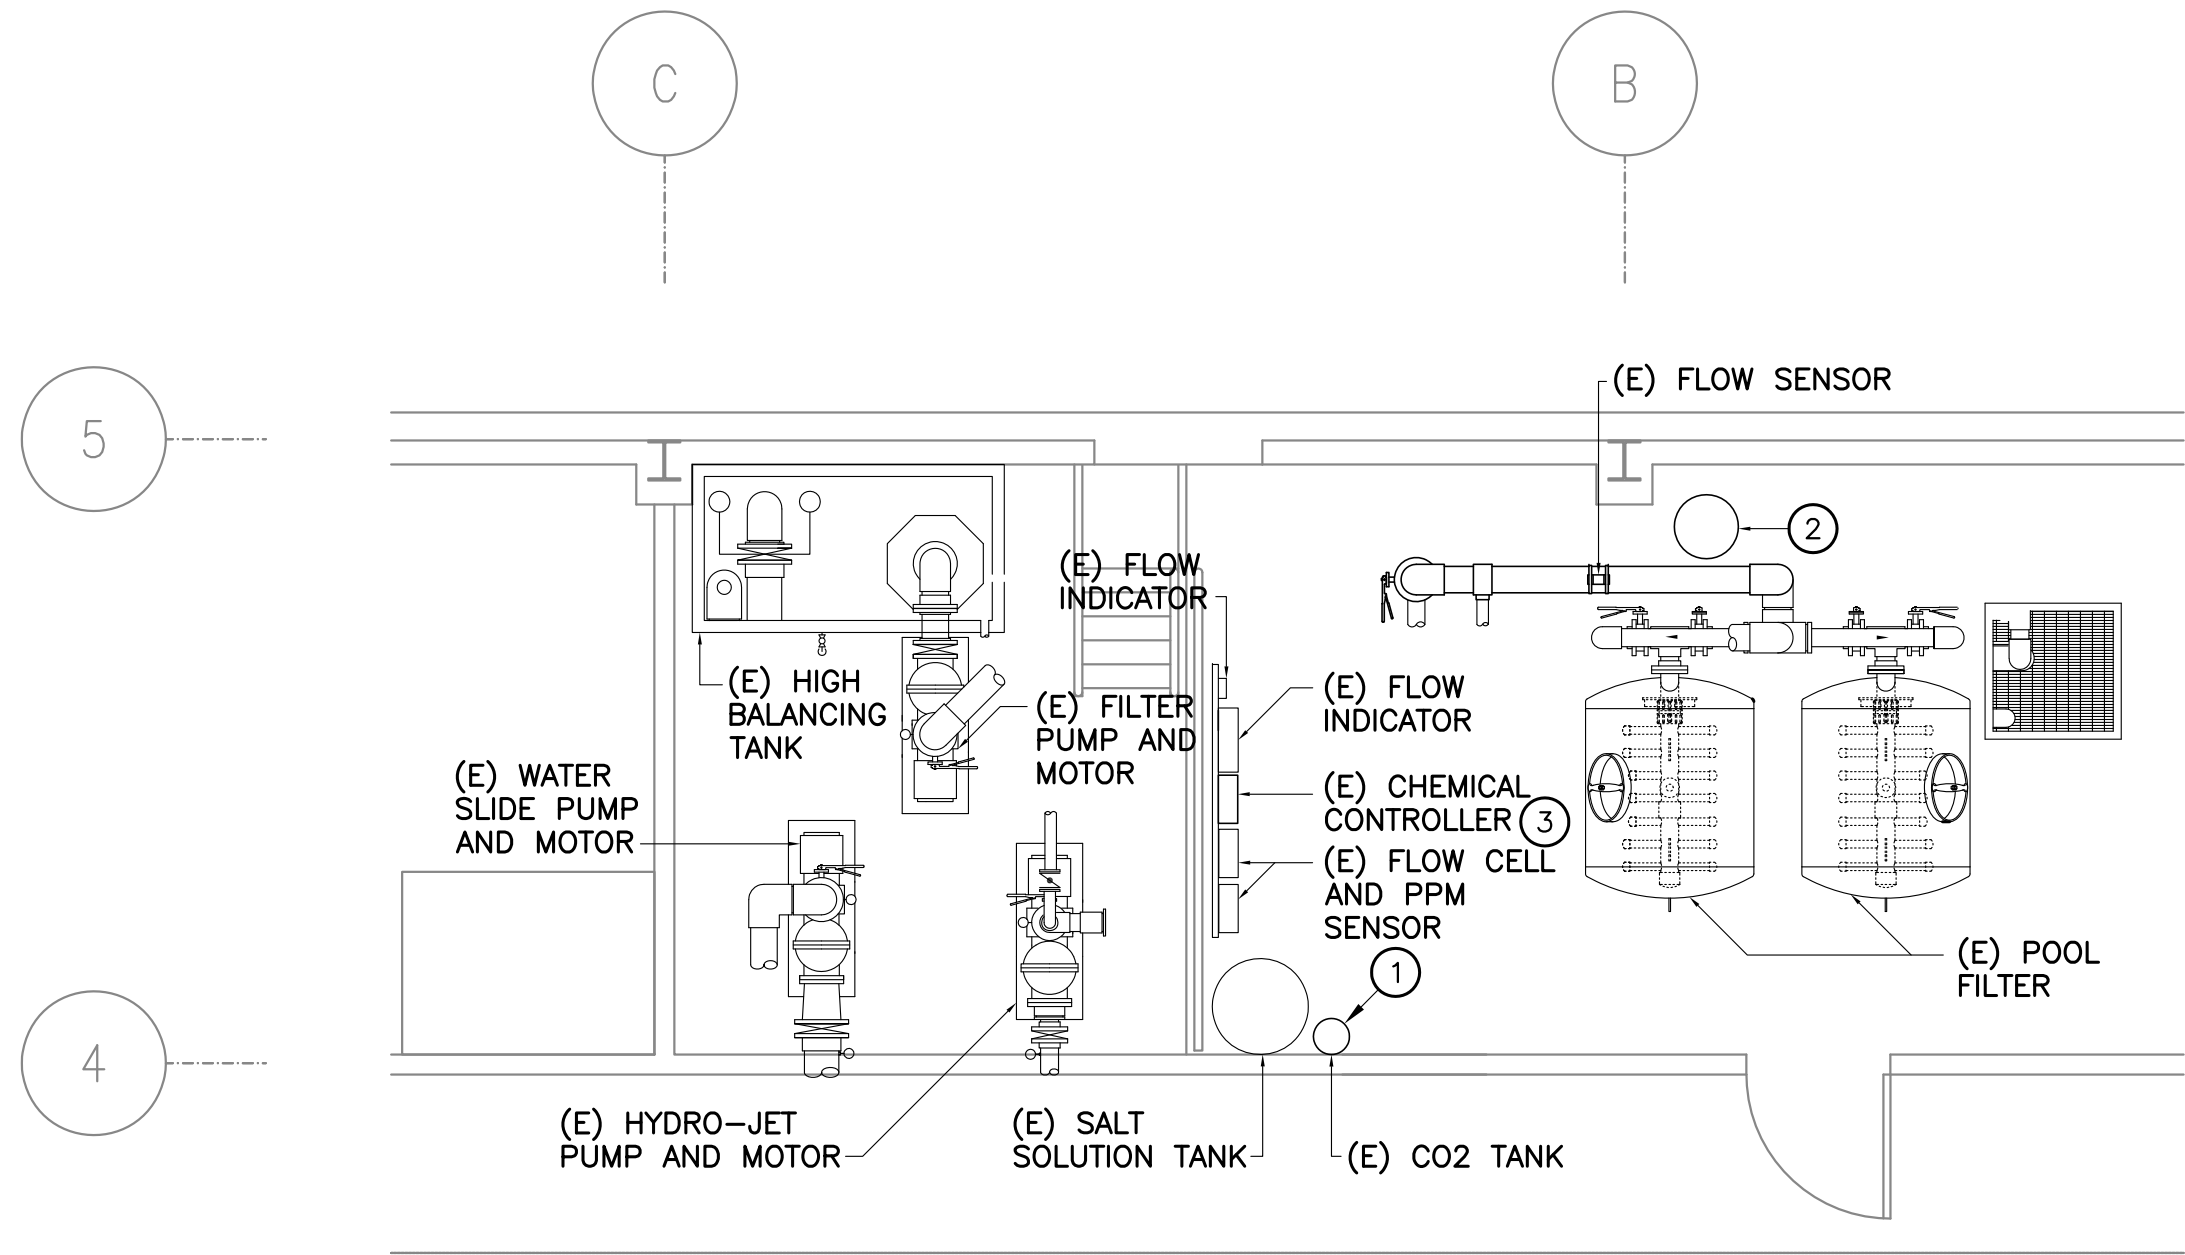 C
B
5
(E) FLOW SENSOR
2
(E) FLOW
INDICATOR
(E) HIGH
BALANCING
TANK
(E) FILTER
PUMP AND
MOTOR
(E) FLOW
INDICATOR
(E) WATER
SLIDE PUMP
AND MOTOR
(E) CHEMICAL
CONTROLLER 3
(E) FLOW CELL
AND PPM
SENSOR
1
(E) POOL
FILTER
4
(E) HYDRO-JET
PUMP AND MOTOR
(E) SALT
SOLUTION TANK
(E) CO2 TANK